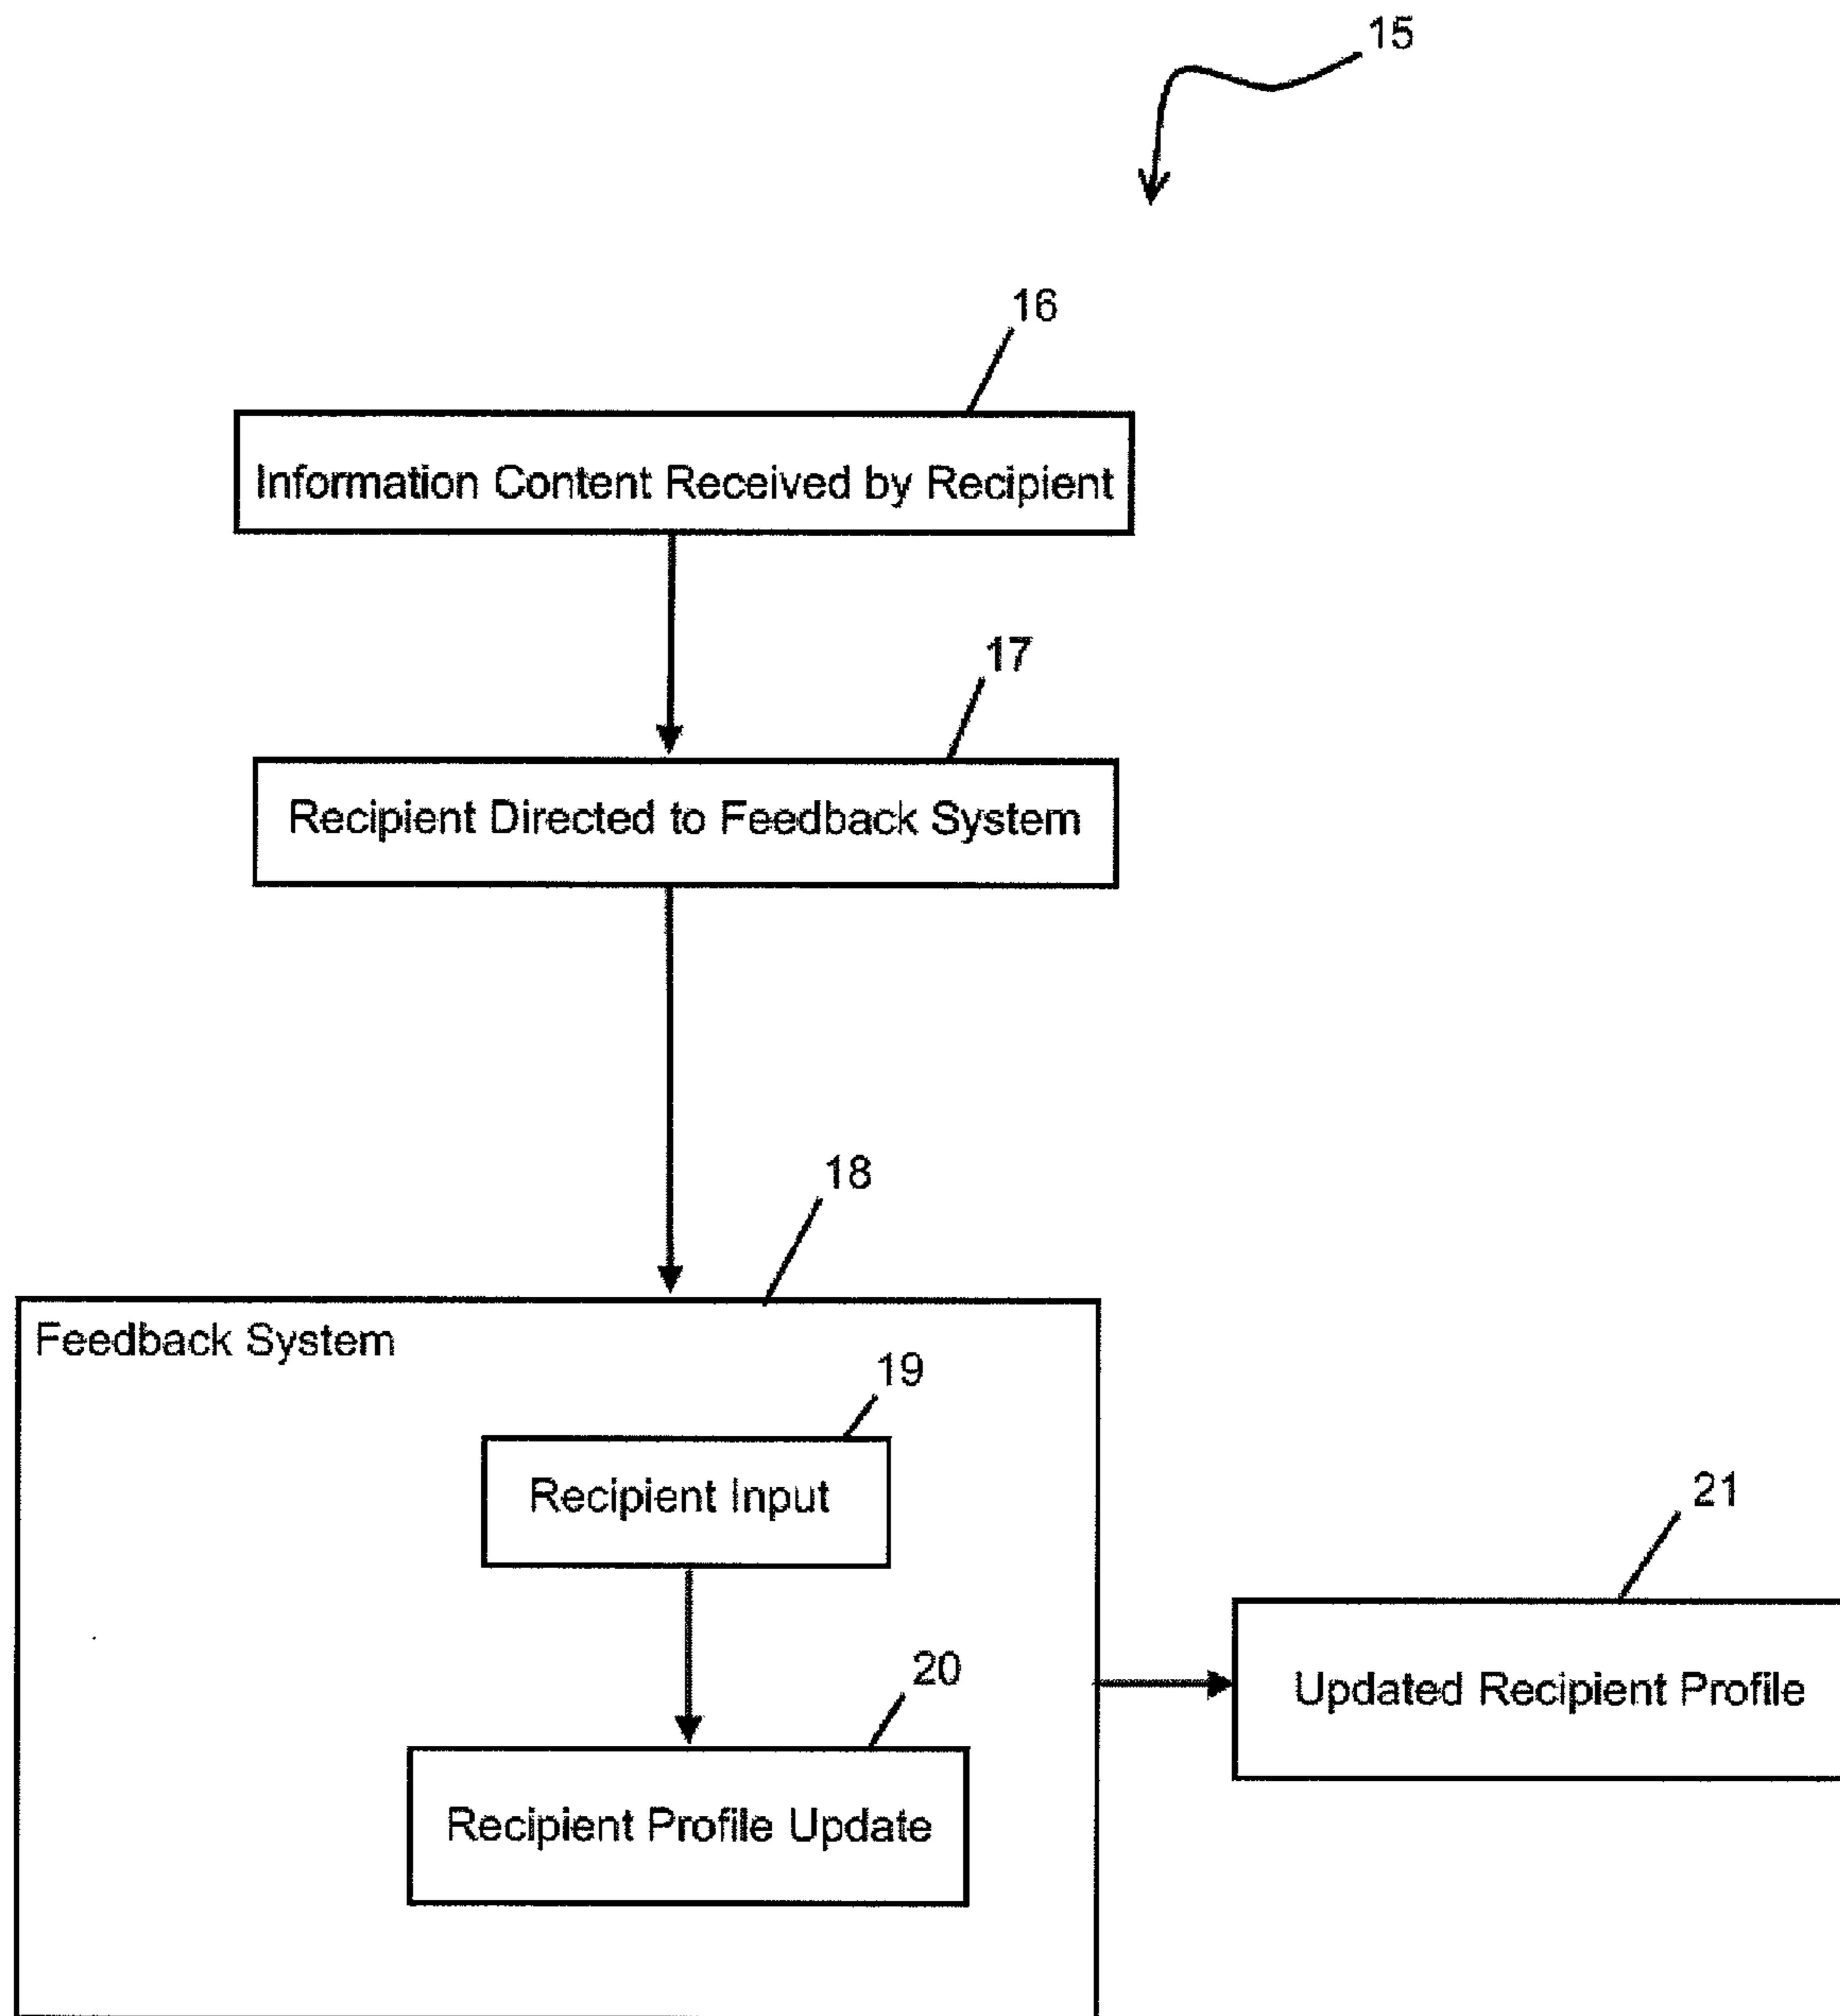 15
16
Information Content Received by Recipient
17
Recipient Directed to Feedback System
18
Feedback System
19
Recipient Input
20
Recipient Profile Update
21
Updated Recipient Profile